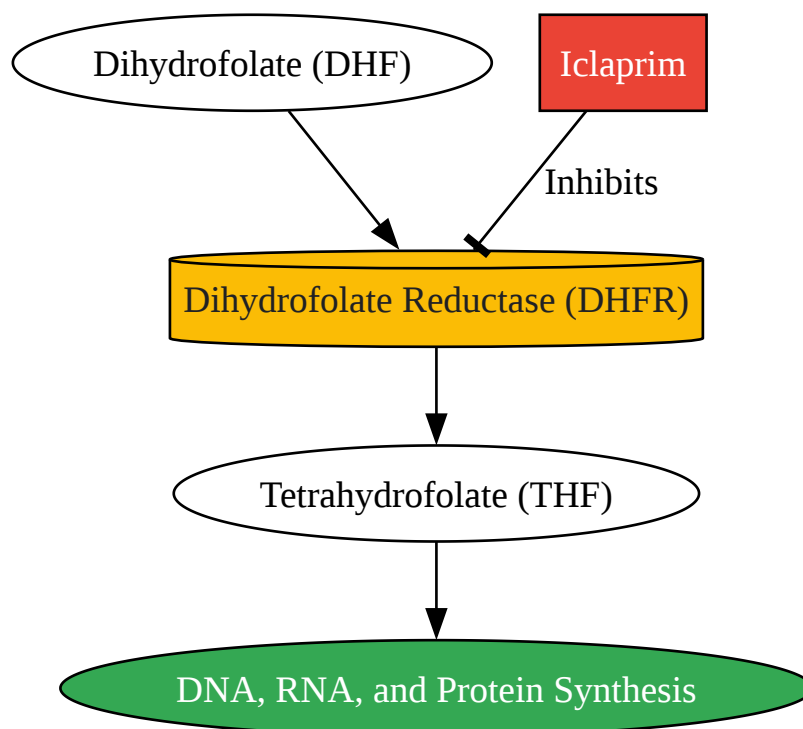 Dihydrofolate (DHF)
Iclaprim
Inhibits
Dihydrofolate Reductase (DHFR)
Tetrahydrofolate (THF)
DNA, RNA, and Protein Synthesis